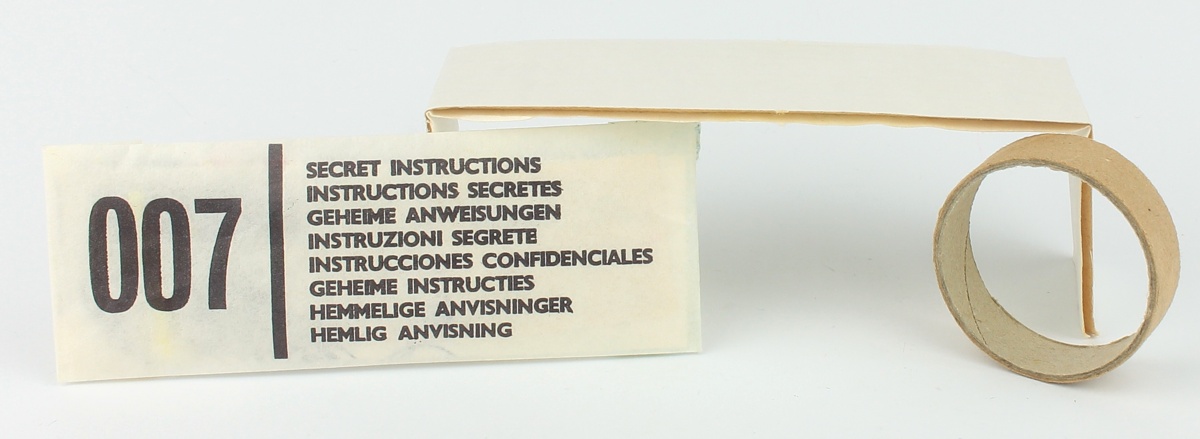 007
SECRET INSTRUCTIONS
INSTRUCTIONS SECRETES
GEHEIME ANWEISUNGEN
INSTRUZIONI SEGRETE
INSTRUCCIONES CONFIDENCIALES
GEHEIME INSTRUCTIES
HEMMELIGE ANVISNINGER
HEMLIG ANVISNING